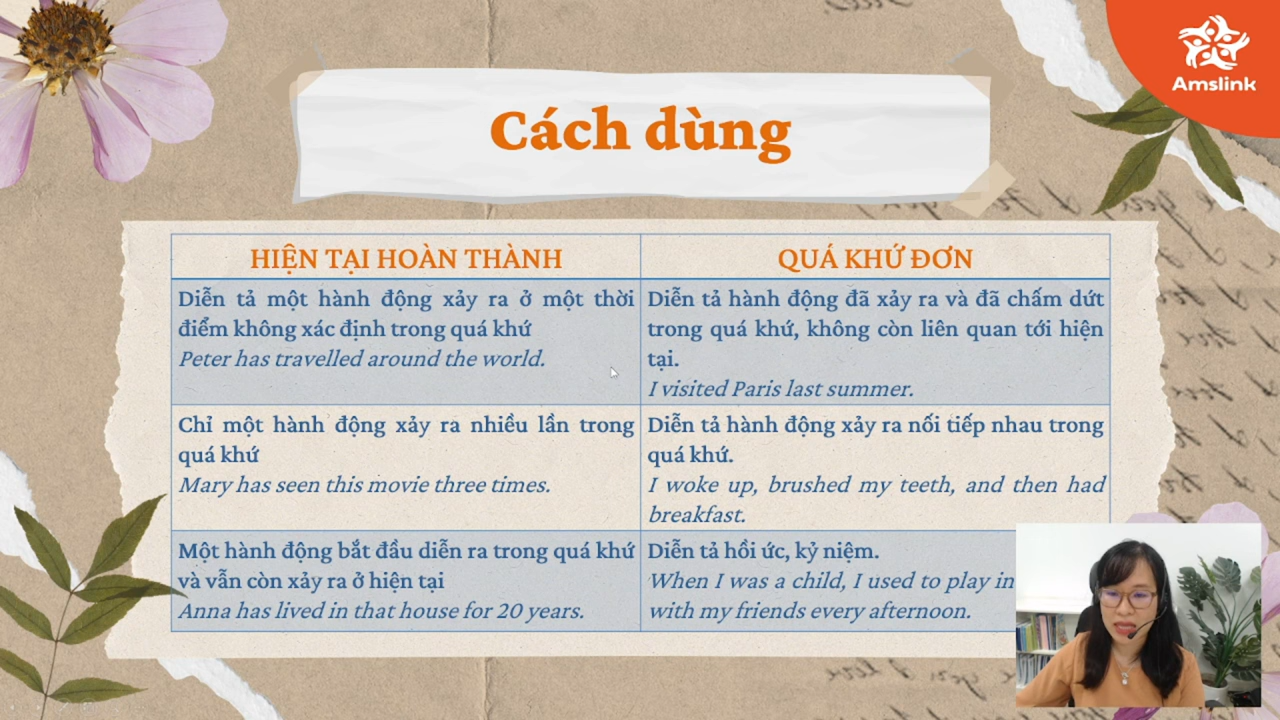 Amslink
Cách dùng
HIỆN TẠI HOÀN THÀNH
QUÁ KHỨ ĐƠN
Diễn tả một hành động xảy ra ở một thời
điểm không xác định trong quá khứ
Peter has travelled around the world.
Diễn tả hành động đã xảy ra và đã chấm dứt
trong quá khứ, không còn liên quan tới hiện
tại.
I visited Paris last summer.
Chỉ một hành động xảy ra nhiều lần trong
quá khứ
Mary has seen this movie three times.
Diễn tả hành động xảy ra nối tiếp nhau trong
quá khứ.
I woke up, brushed my teeth, and then had
breakfast.
Một hành động bắt đầu diễn ra trong quá khứ
và vẫn còn xảy ra ở hiện tại
Anna has lived in that house for 20 years.
Diễn tả hồi ức, kỷ niệm.
When I was a child, I used to play in
with my friends every afternoon.